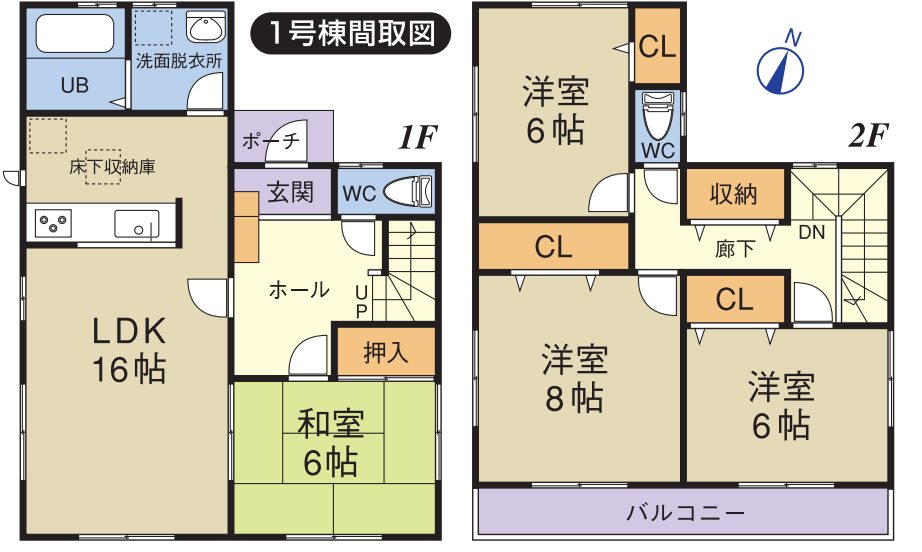 1号棟間取図
1F
UB
洗面脱衣所
床下収納庫
ポーチ
玄関
WC
ホール
UP
LDK
16帖
押入
和室
6帖
N
2F
洋室
6帖
CL
WC
収納
DN
廊下
CL
CL
洋室
8帖
洋室
6帖
バルコニー